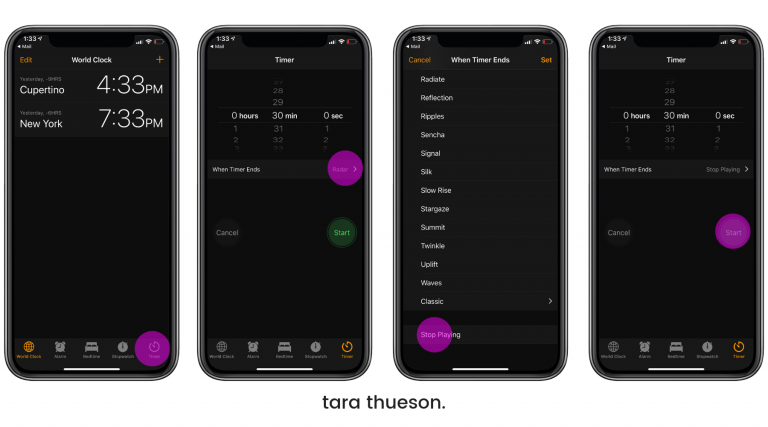 1:33
Mail
Edit
World Clock
+
Yesterday, -9HRS
Cupertino
4:33PM
Yesterday, -6HRS
New York
7:33PM
World Clock
Alarm
Bedtime
Stopwatch
Timer
1:33
Mail
Timer
28
29
0 hours 30 min 0 sec
1 31 1
2 32 2
3 33 3
When Timer Ends
Radar
Cancel
Start
World Clock
Alarm
Bedtime
Stopwatch
Timer
1:33
Mail
Cancel
When Timer Ends
Set
Radiate
Reflection
Ripples
Sencha
Signal
Silk
Slow Rise
Stargaze
Summit
Twinkle
Uplift
Waves
Classic
Stop Playing
1:33
Mail
Timer
28
29
0 hours 30 min 0 sec
1 31 1
2 32 2
When Timer Ends
Stop Playing
Cancel
Start
World Clock
Alarm
Bedtime
Stopwatch
Timer
tara thueson.